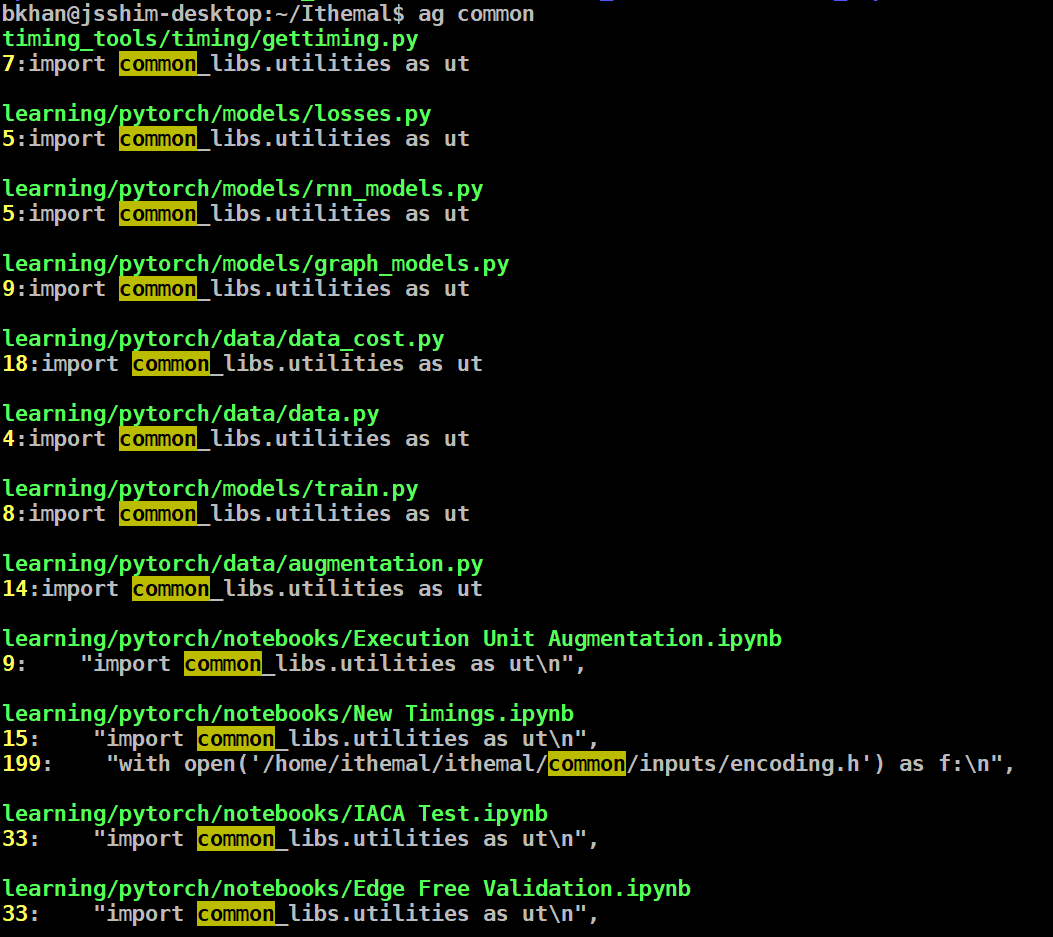 bkhan@jsshim-desktop:~/Ithemal$ ag common
timing_tools/timing/gettiming.py
7:import common_libs.utilities as ut
learning/pytorch/models/losses.py
5:import common_libs.utilities as ut
learning/pytorch/models/rnn_models.py
5:import common_libs.utilities as ut
learning/pytorch/models/graph_models.py
9:import common_libs.utilities as ut
learning/pytorch/data/data_cost.py
18:import common_libs.utilities as ut
learning/pytorch/data/data.py
4:import common_libs.utilities as ut
learning/pytorch/models/train.py
8:import common_libs.utilities as ut
learning/pytorch/data/augmentation.py
14:import common_libs.utilities as ut
learning/pytorch/notebooks/Execution Unit Augmentation.ipynb
9:    "import common_libs.utilities as ut\n",
learning/pytorch/notebooks/New Timings.ipynb
15:    "import common_libs.utilities as ut\n",
199:    "with open('/home/ithemal/ithemal/common/inputs/encoding.h') as f:\n",
learning/pytorch/notebooks/IACA Test.ipynb
33:    "import common_libs.utilities as ut\n",
learning/pytorch/notebooks/Edge Free Validation.ipynb
33:    "import common_libs.utilities as ut\n",